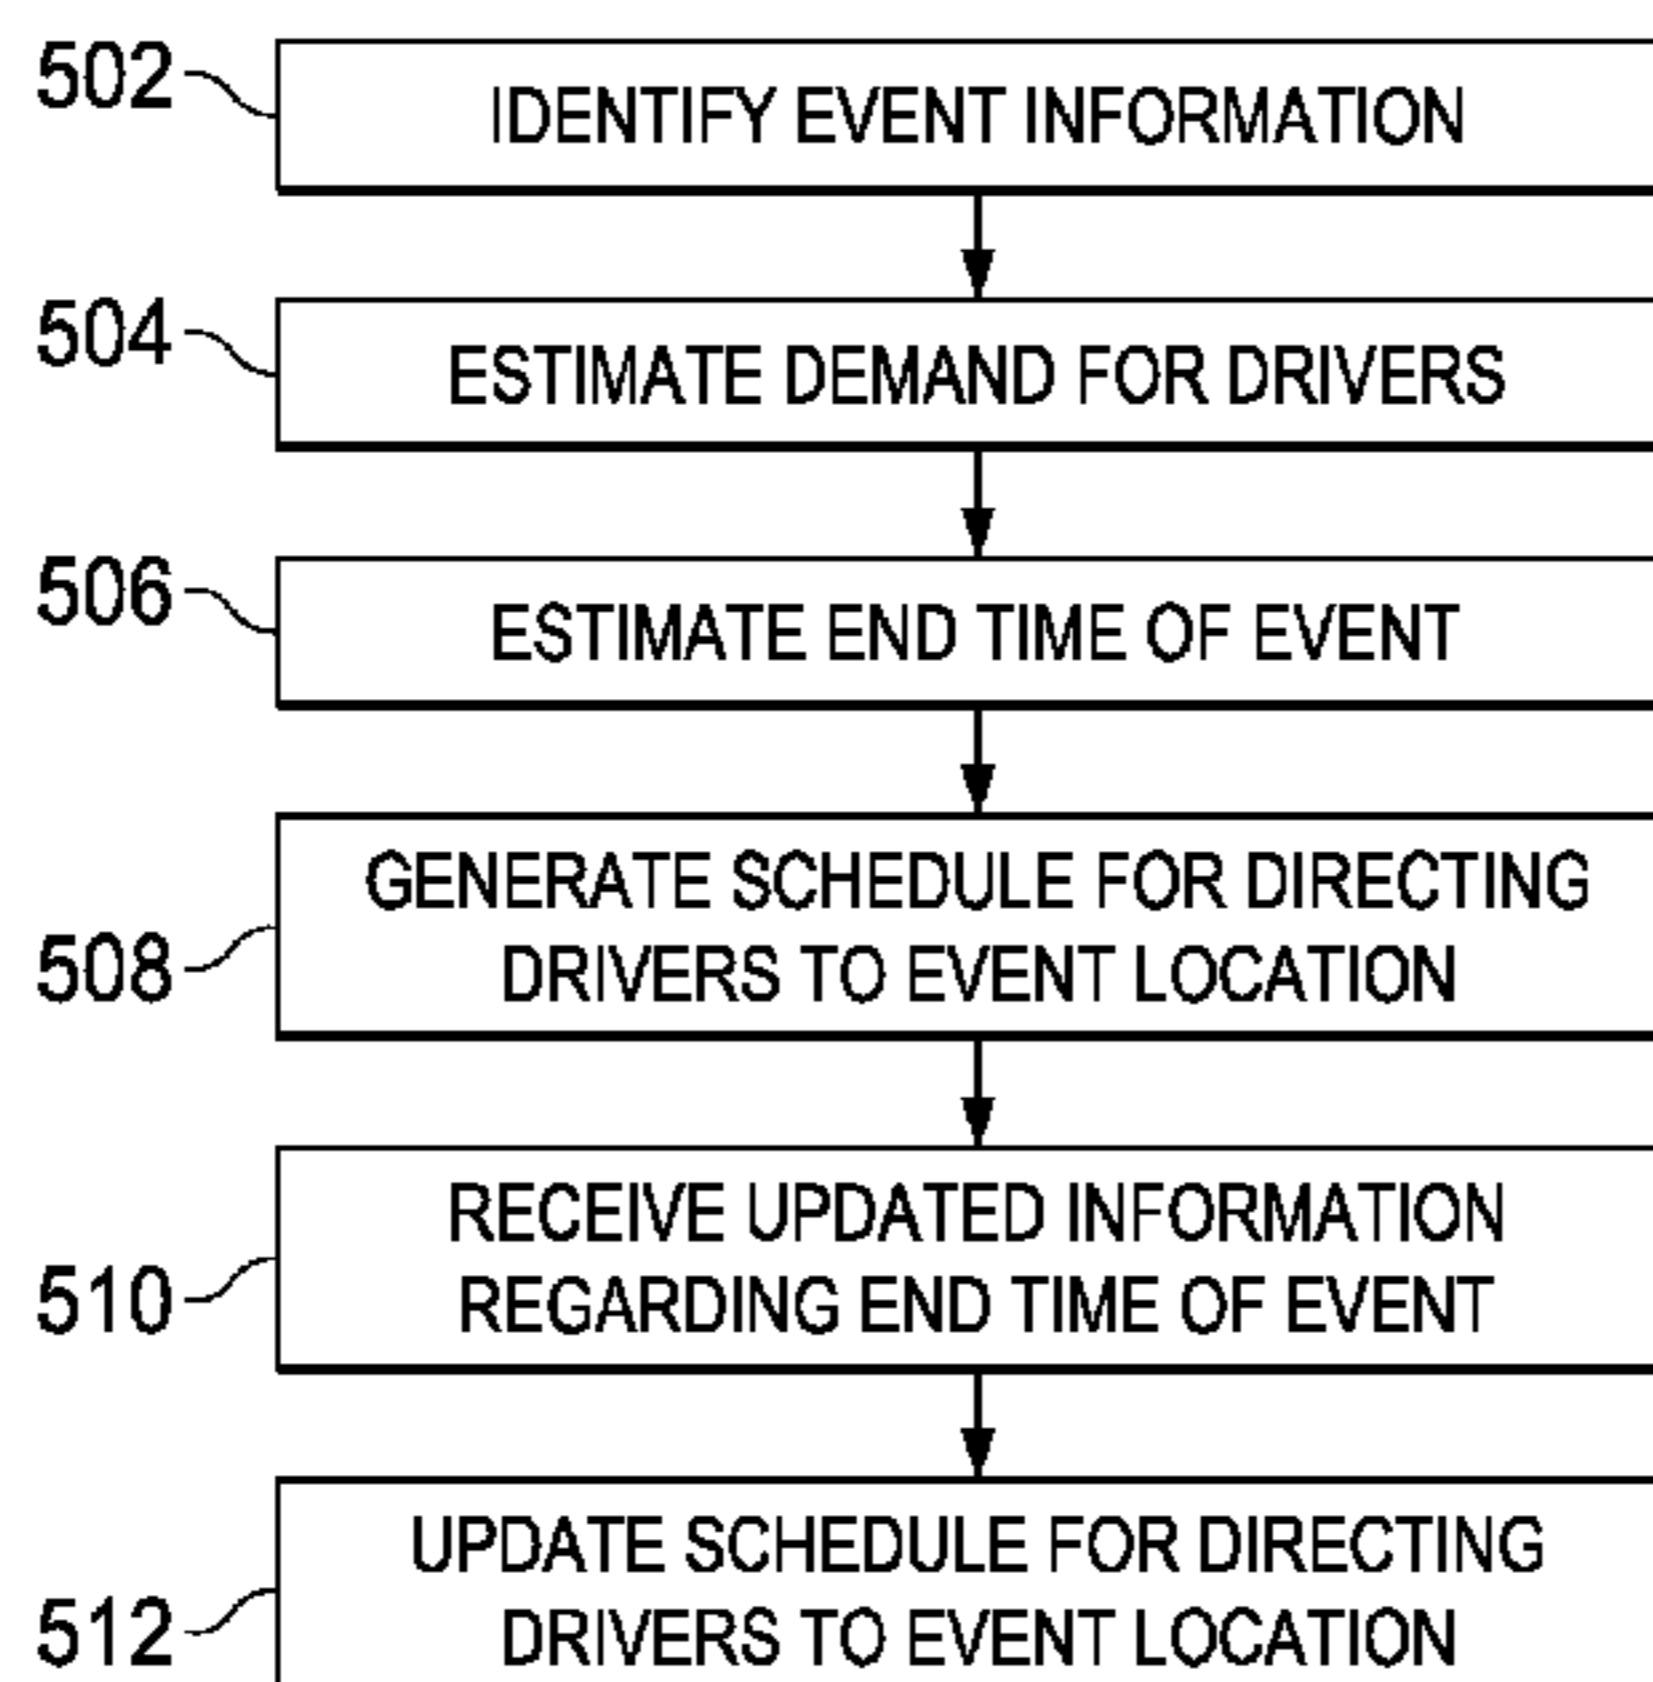 502
IDENTIFY EVENT INFORMATION
504
ESTIMATE DEMAND FOR DRIVERS
506
ESTIMATE END TIME OF EVENT
508
GENERATE SCHEDULE FOR DIRECTING
DRIVERS TO EVENT LOCATION
510
RECEIVE UPDATED INFORMATION
REGARDING END TIME OF EVENT
512
UPDATE SCHEDULE FOR DIRECTING
DRIVERS TO EVENT LOCATION